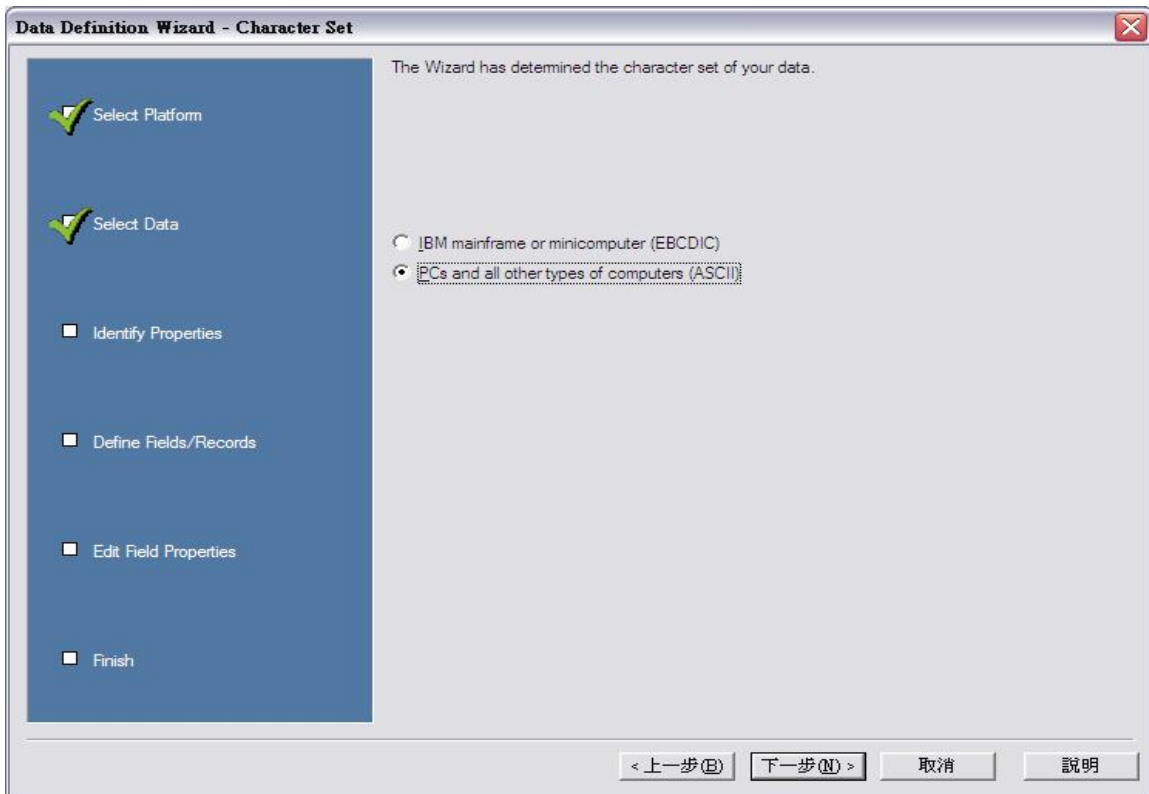 Data Definition Wizard - Character Set
The Wizard has determined the character set of your data.
Select Platform
Select Data
IBM mainframe or minicomputer (EBCDIC)
PCs and all other types of computers (ASCII)
Identify Properties
Define Fields/Records
Edit Field Properties
Finish
<上一步(B) 下一步(N)> 取消 說明